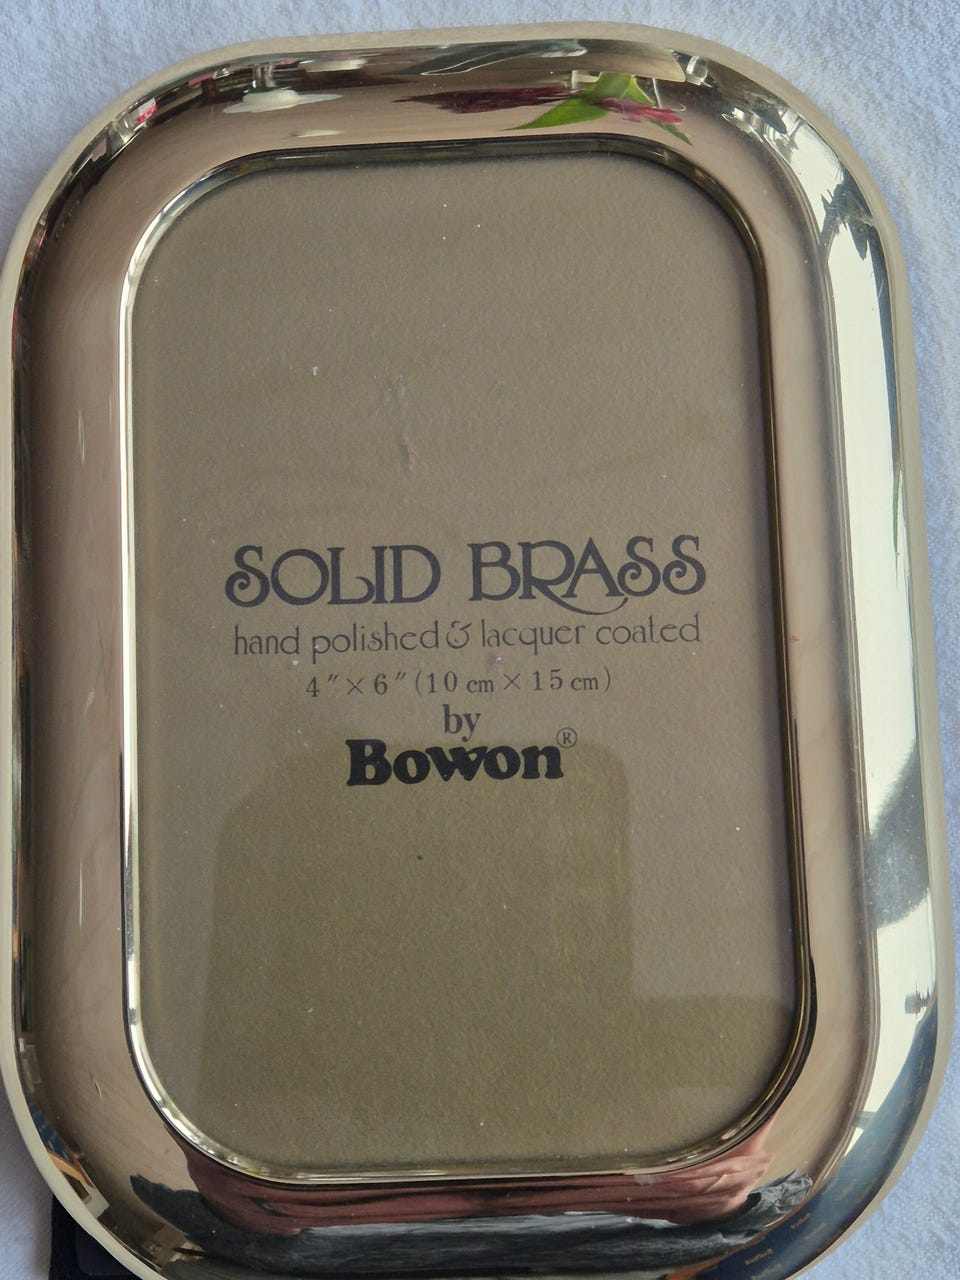 SOLID BRASS
hand polished & lacquer coated
4″×6″(10 cm×15 cm)
by
Bowon®